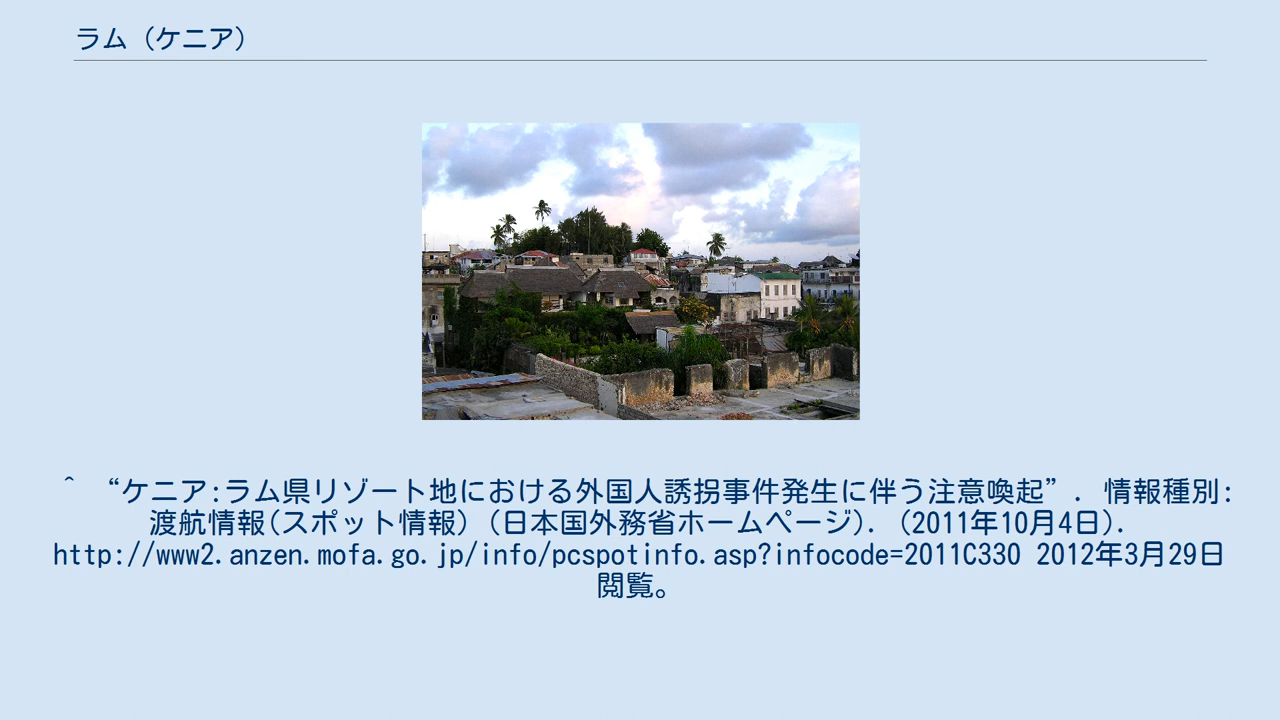 ラム（ケニア）
^ “ケニア:ラム県リゾート地における外国人誘拐事件発生に伴う注意喚起”. 情報種別:
渡航情報(スポット情報) (日本国外務省ホームページ). (2011年10月4日).
http://www2.anzen.mofa.go.jp/info/pcspotinfo.asp?infocode=2011C330 2012年3月29日
閲覧。